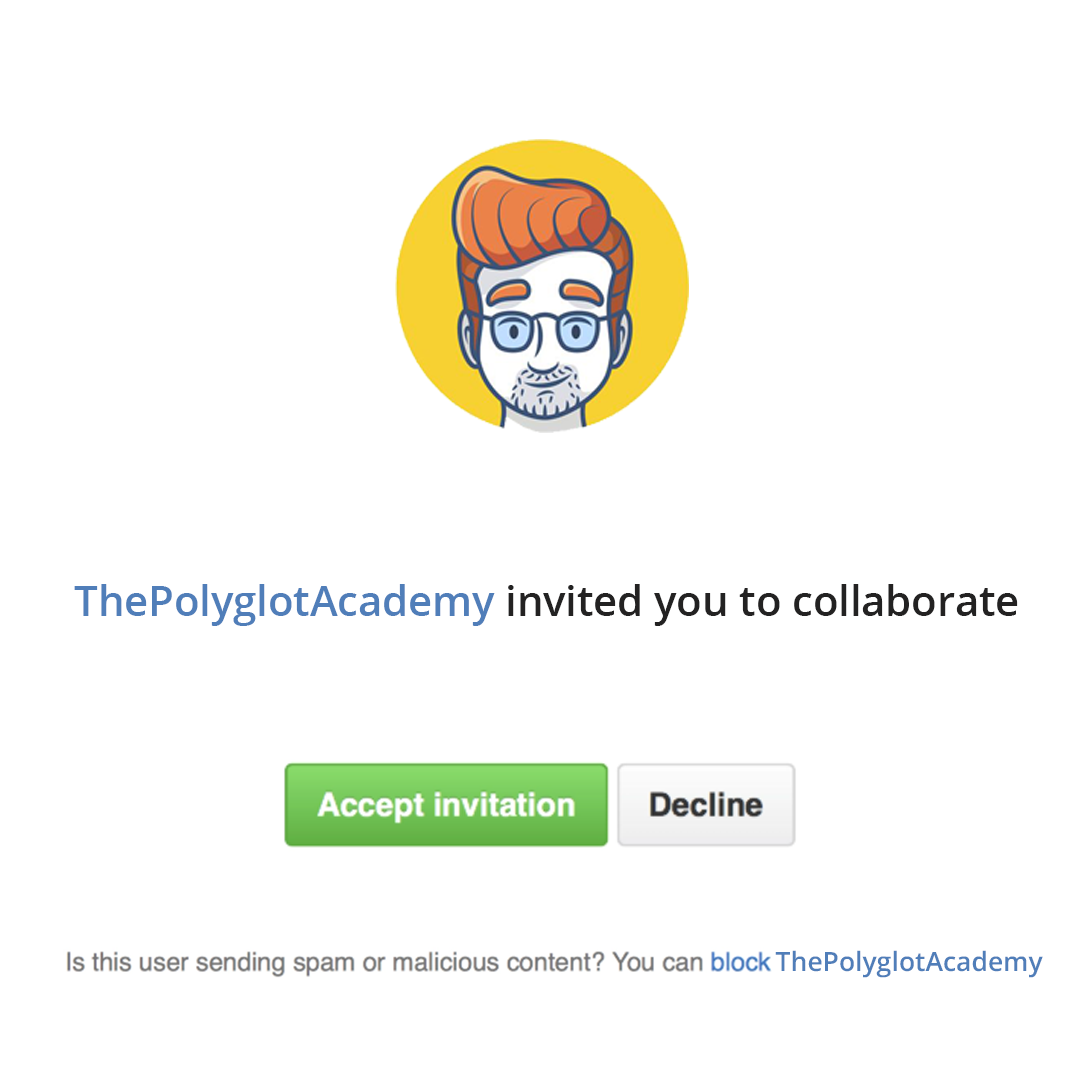 ThePolyglotAcademy invited you to collaborate
Accept invitation Decline
Is this user sending spam or malicious content? You can block ThePolyglotAcademy